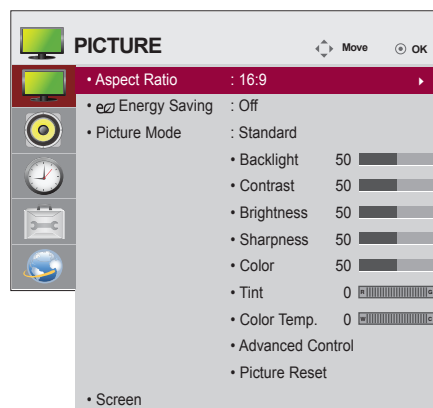 PICTURE Move OK
• Aspect Ratio : 16:9
• Energy Saving : Off
• Picture Mode : Standard
• Backlight 50
• Contrast 50
• Brightness 50
• Sharpness 50
• Color 50
• Tint 0 R G
• Color Temp. 0 W C
• Advanced Control
• Picture Reset
• Screen